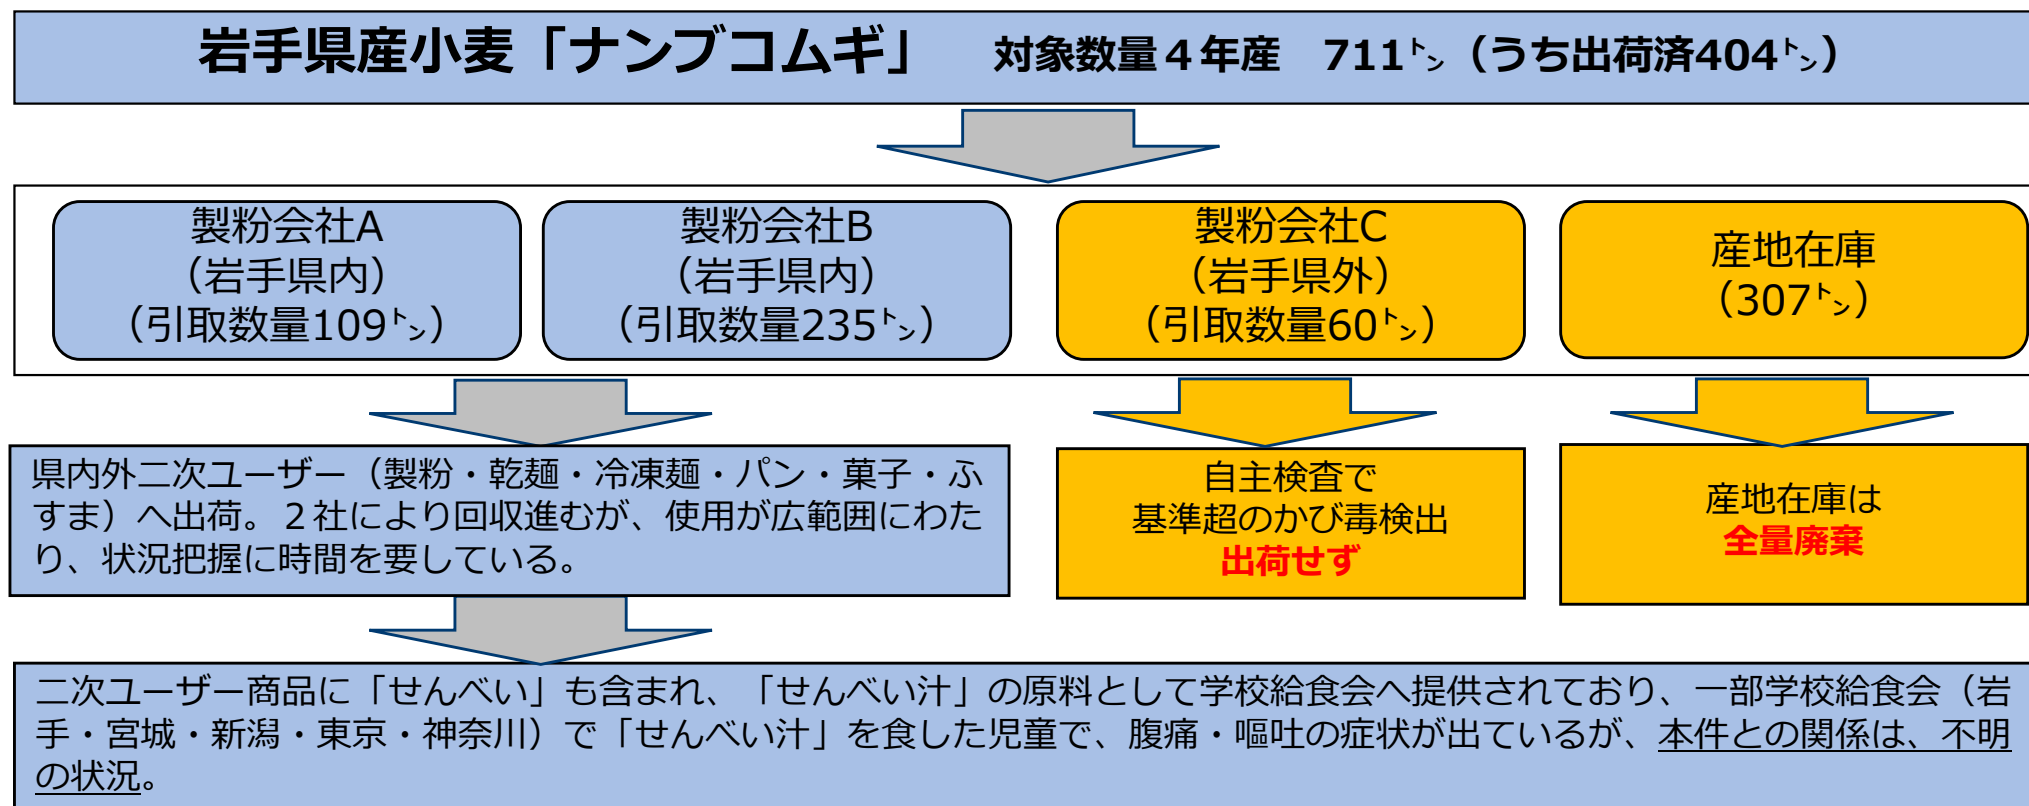 岩手県産小麦「ナンブコムギ」　対象数量４年産　711㌧（うち出荷済404㌧）
製粉会社A
（岩手県内）
（引取数量109㌧）
製粉会社B
（岩手県内）
（引取数量235㌧）
製粉会社C
（岩手県外）
（引取数量60㌧）
産地在庫
（307㌧）
県内外二次ユーザー（製粉・乾麺・冷凍麺・パン・菓子・ふ
すま）へ出荷。２社により回収進むが、使用が広範囲にわた
り、状況把握に時間を要している。
自主検査で
基準超のかび毒検出
出荷せず
産地在庫は
全量廃棄
二次ユーザー商品に「せんべい」も含まれ、「せんべい汁」の原料として学校給食会へ提供されており、一部学校給食会（岩
手・宮城・新潟・東京・神奈川）で「せんべい汁」を食した児童で、腹痛・嘔吐の症状が出ているが、本件との関係は、不明
の状況。